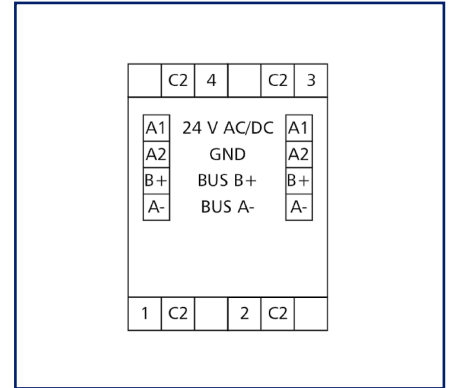 C2 4 C2 3
A1 24 V AC/DC A1
A2 GND A2
B+ BUS B+ B+
A- BUS A- A-
1 C2 2 C2